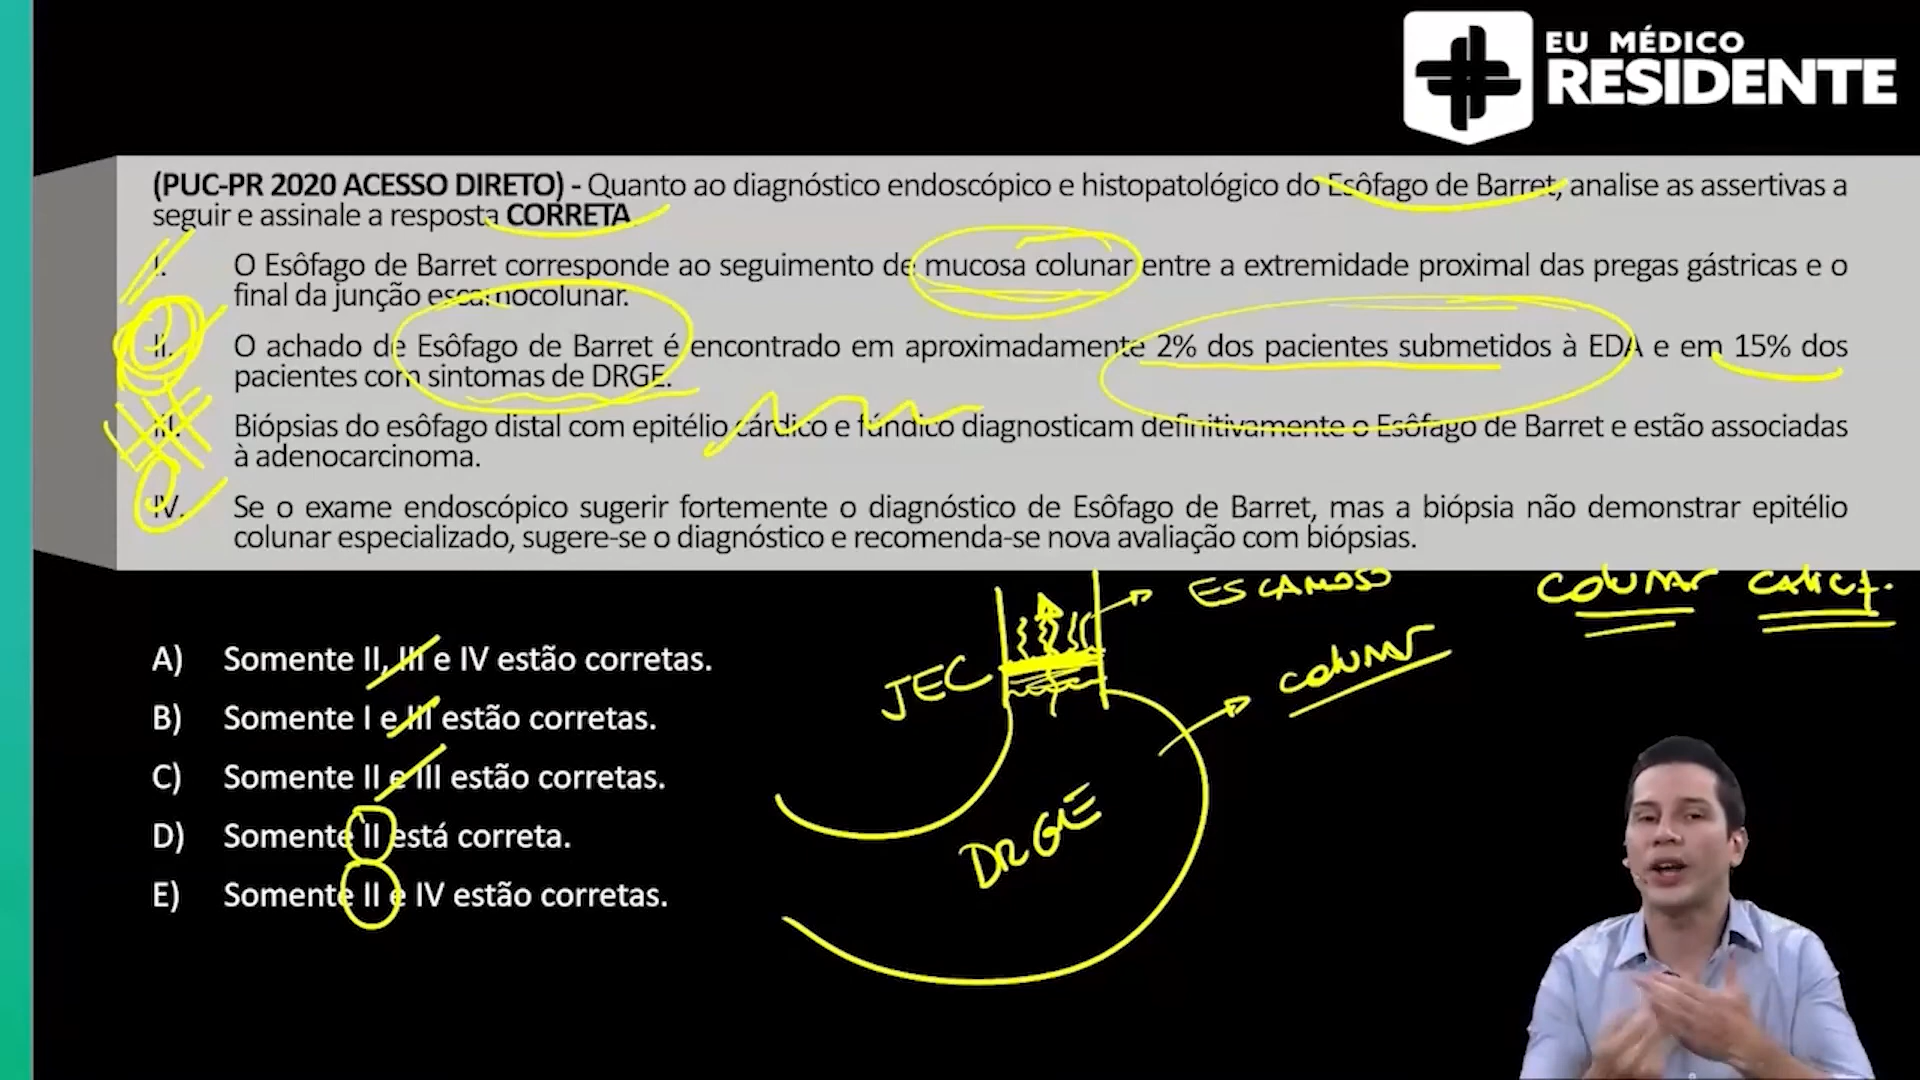 EU MÉDICO
RESIDENTE
(PUC-PR 2020 ACESSO DIRETO) - Quanto ao diagnóstico endoscópico e histopatológico do Esôfago de Barret, analise as assertivas a
seguir e assinale a resposta CORRETA
I. O Esôfago de Barret corresponde ao seguimento de mucosa colunar entre a extremidade proximal das pregas gástricas e o
final da junção escamocolunar.
II. O achado de Esôfago de Barret é encontrado em aproximadamente 2% dos pacientes submetidos à EDA e em 15% dos
pacientes com sintomas de DRGE.
III. Biópsias do esôfago distal com epitélio cárdico e fúndico diagnosticam definitivamente o Esôfago de Barret e estão associadas
à adenocarcinoma.
IV. Se o exame endoscópico sugerir fortemente o diagnóstico de Esôfago de Barret, mas a biópsia não demonstrar epitélio
colunar especializado, sugere-se o diagnóstico e recomenda-se nova avaliação com biópsias.
ESCAMOSO
COLUNAR CALICF.
COLUNAR
JEC
DRGE
A) Somente II, III e IV estão corretas.
B) Somente I e III estão corretas.
C) Somente II e III estão corretas.
D) Somente II está correta.
E) Somente II e IV estão corretas.